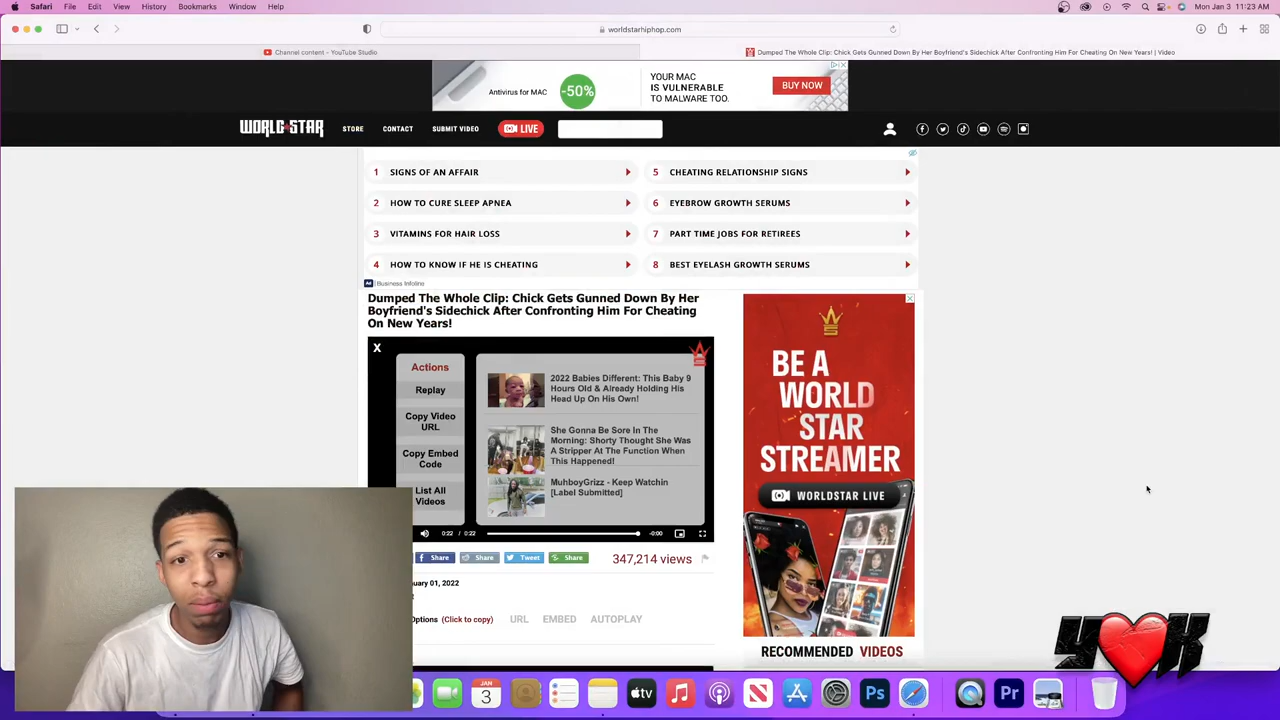 Safari File Edit View History Bookmarks Window Help
Mon Jan 3 11:23 AM
worldstarhiphop.com
Channel content - YouTube Studio
Dumped The Whole Clip: Chick Gets Gunned Down By Her Boyfriend's Sidechick After Confronting Him For Cheating On New Years! | Video
Antivirus for MAC
-50%
YOUR MAC
IS VULNERABLE
TO MALWARE TOO.
BUY NOW
WORLD STAR
STORE
CONTACT
SUBMIT VIDEO
LIVE
1 SIGNS OF AN AFFAIR
5 CHEATING RELATIONSHIP SIGNS
2 HOW TO CURE SLEEP APNEA
6 EYEBROW GROWTH SERUMS
3 VITAMINS FOR HAIR LOSS
7 PART TIME JOBS FOR RETIREES
4 HOW TO KNOW IF HE IS CHEATING
8 BEST EYELASH GROWTH SERUMS
Ad | Business Infoline
Dumped The Whole Clip: Chick Gets Gunned Down By Her
Boyfriend's Sidechick After Confronting Him For Cheating
On New Years!
X
Actions
Replay
Copy Video
URL
Copy Embed
Code
List All
Videos
2022 Babies Different: This Baby 9
Hours Old & Already Holding His
Head Up On His Own!
She Gonna Be Sore In The
Morning: Shorty Thought She Was
A Stripper At The Function When
This Happened!
MuhboyGrizz - Keep Watchin
[Label Submitted]
0:22 / 0:22
-0:00
Share
Share
Tweet
Share
347,214 views
uary 01, 2022
Options (Click to copy)
URL
EMBED
AUTOPLAY
BE A
WORLD
STAR
STREAMER
WORLDSTAR LIVE
RECOMMENDED VIDEOS
JAN
3
tv
Ps
Pr